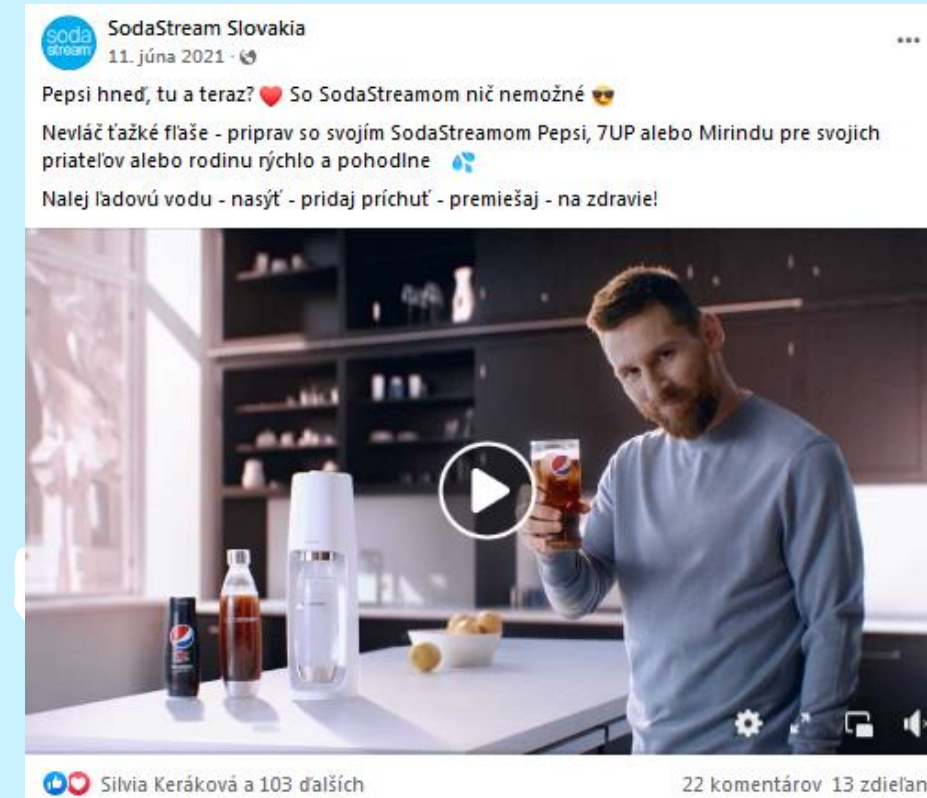 soda
stream
SodaStream Slovakia
11. júna 2021 ·
Pepsi hneď, tu a teraz? ❤️ So SodaStreamom nič nemožné 😎
Nevláč ťažké fľaše - priprav so svojím SodaStreamom Pepsi, 7UP alebo Mirindu pre svojich
priateľov alebo rodinu rýchlo a pohodlne 💦
Nalej ľadovú vodu - nasýť - pridaj príchuť - premiešaj - na zdravie!
Silvia Keráková a 103 ďalších
22 komentárov 13 zdieľan